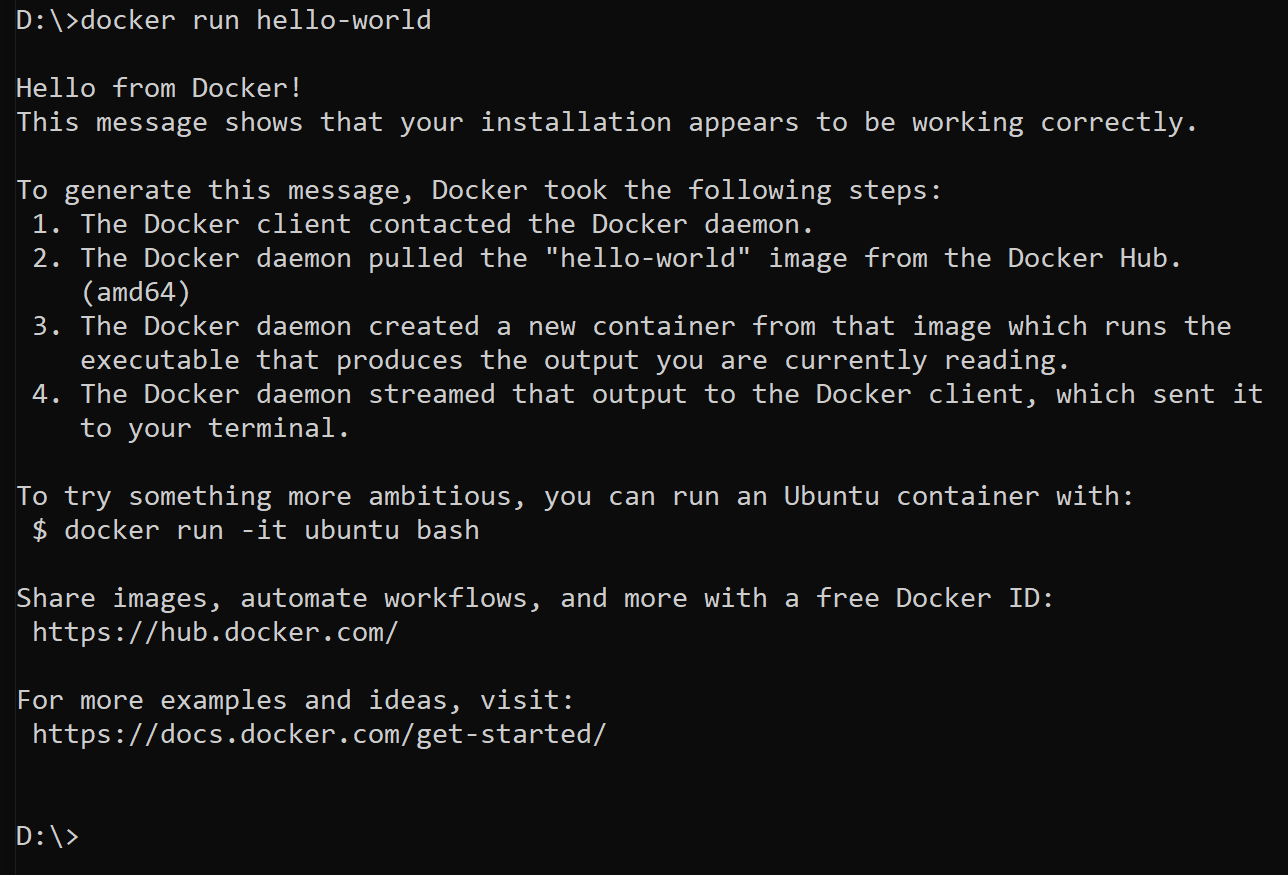 D:\>docker run hello-world
Hello from Docker!
This message shows that your installation appears to be working correctly.
To generate this message, Docker took the following steps:
1. The Docker client contacted the Docker daemon.
2. The Docker daemon pulled the "hello-world" image from the Docker Hub.
(amd64)
3. The Docker daemon created a new container from that image which runs the
executable that produces the output you are currently reading.
4. The Docker daemon streamed that output to the Docker client, which sent it
to your terminal.
To try something more ambitious, you can run an Ubuntu container with:
$ docker run -it ubuntu bash
Share images, automate workflows, and more with a free Docker ID:
https://hub.docker.com/
For more examples and ideas, visit:
https://docs.docker.com/get-started/
D:\>